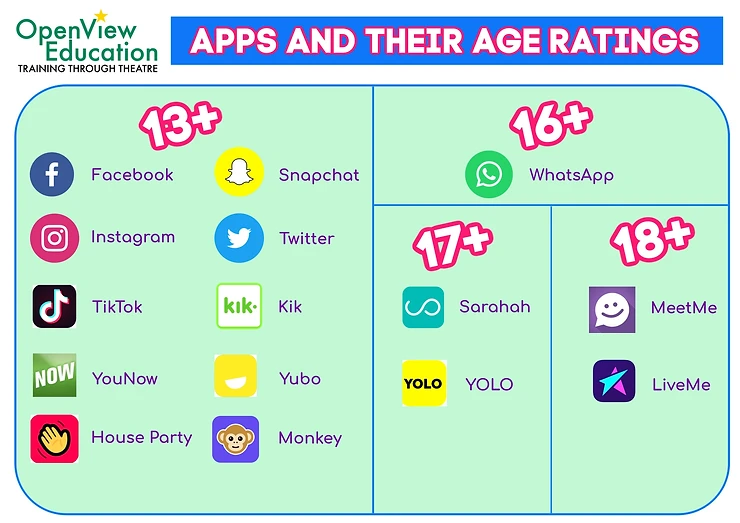 OpenView
Education
TRAINING THROUGH THEATRE
APPS AND THEIR AGE RATINGS
13+
Facebook
Snapchat
Instagram
Twitter
TikTok
kik.
Kik
NOW
YouNow
Yubo
House Party
Monkey
16+
WhatsApp
17+
Sarahah
YOLO
YOLO
18+
MeetMe
LiveMe